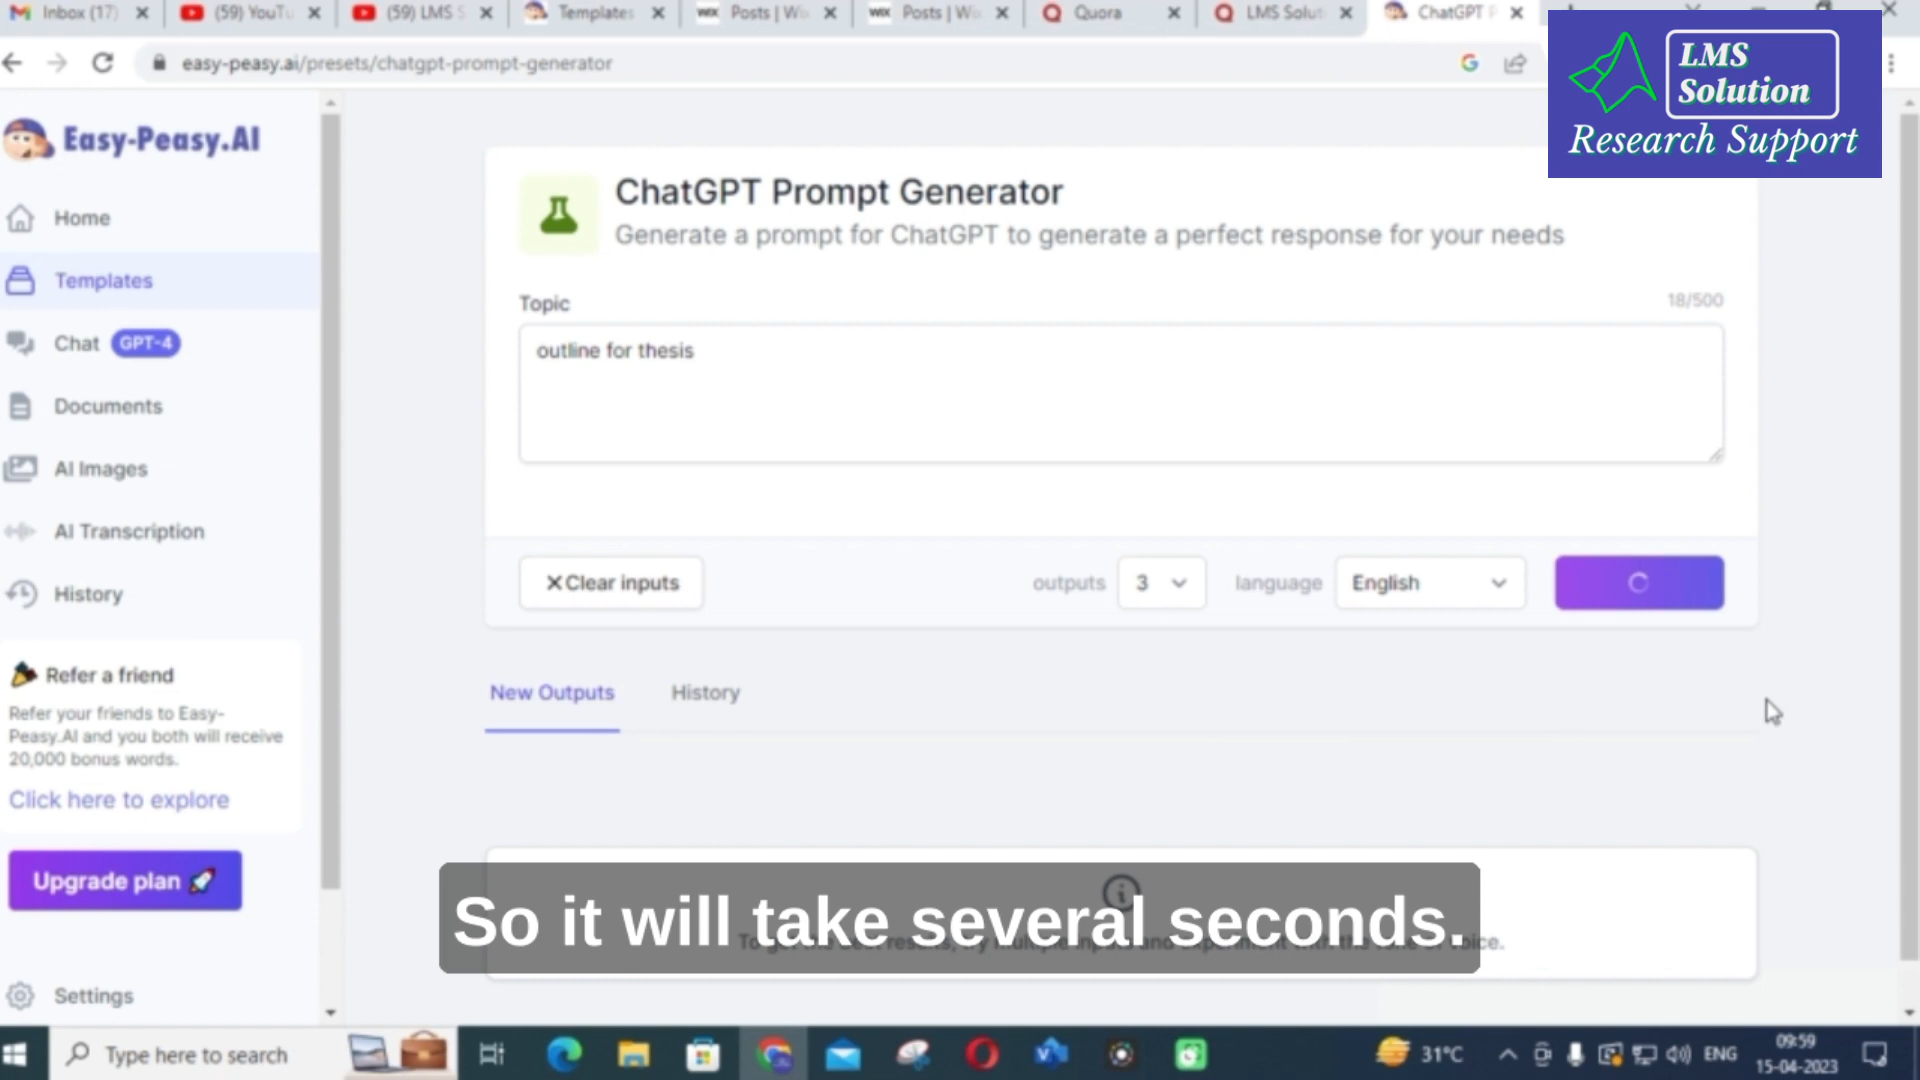 Inbox (17)
(59) YouTu
(59) LMS S
Templates
Posts | Wi
Posts | Wi
Quora
LMS Solut
ChatGPT P
easy-peasy.ai/presets/chatgpt-prompt-generator
LMS
Solution
Research Support
Easy-Peasy.AI
Home
Templates
Chat GPT-4
Documents
AI Images
AI Transcription
History
Refer a friend
Refer your friends to Easy-
Peasy.AI and you both will receive
20,000 bonus words.
Click here to explore
Upgrade plan
Settings
ChatGPT Prompt Generator
Generate a prompt for ChatGPT to generate a perfect response for your needs
Topic
18/500
outline for thesis
Clear inputs
outputs
3
language
English
New Outputs
History
So it will take several seconds.
Type here to search
31°C
ENG
09:59
15-04-2023